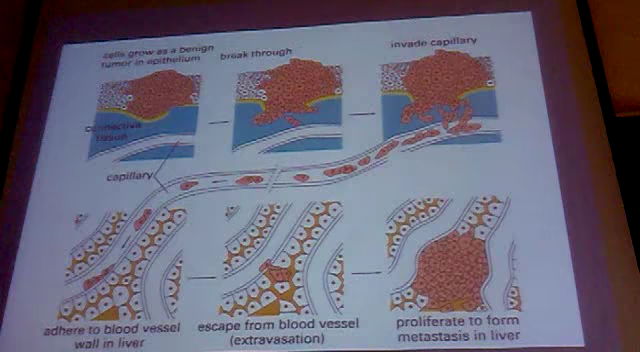 cells grow as a benign
tumor in epithelium
break through
invade capillary
connective
tissue
capillary
adhere to blood vessel
wall in liver
escape from blood vessel
(extravasation)
proliferate to form
metastasis in liver